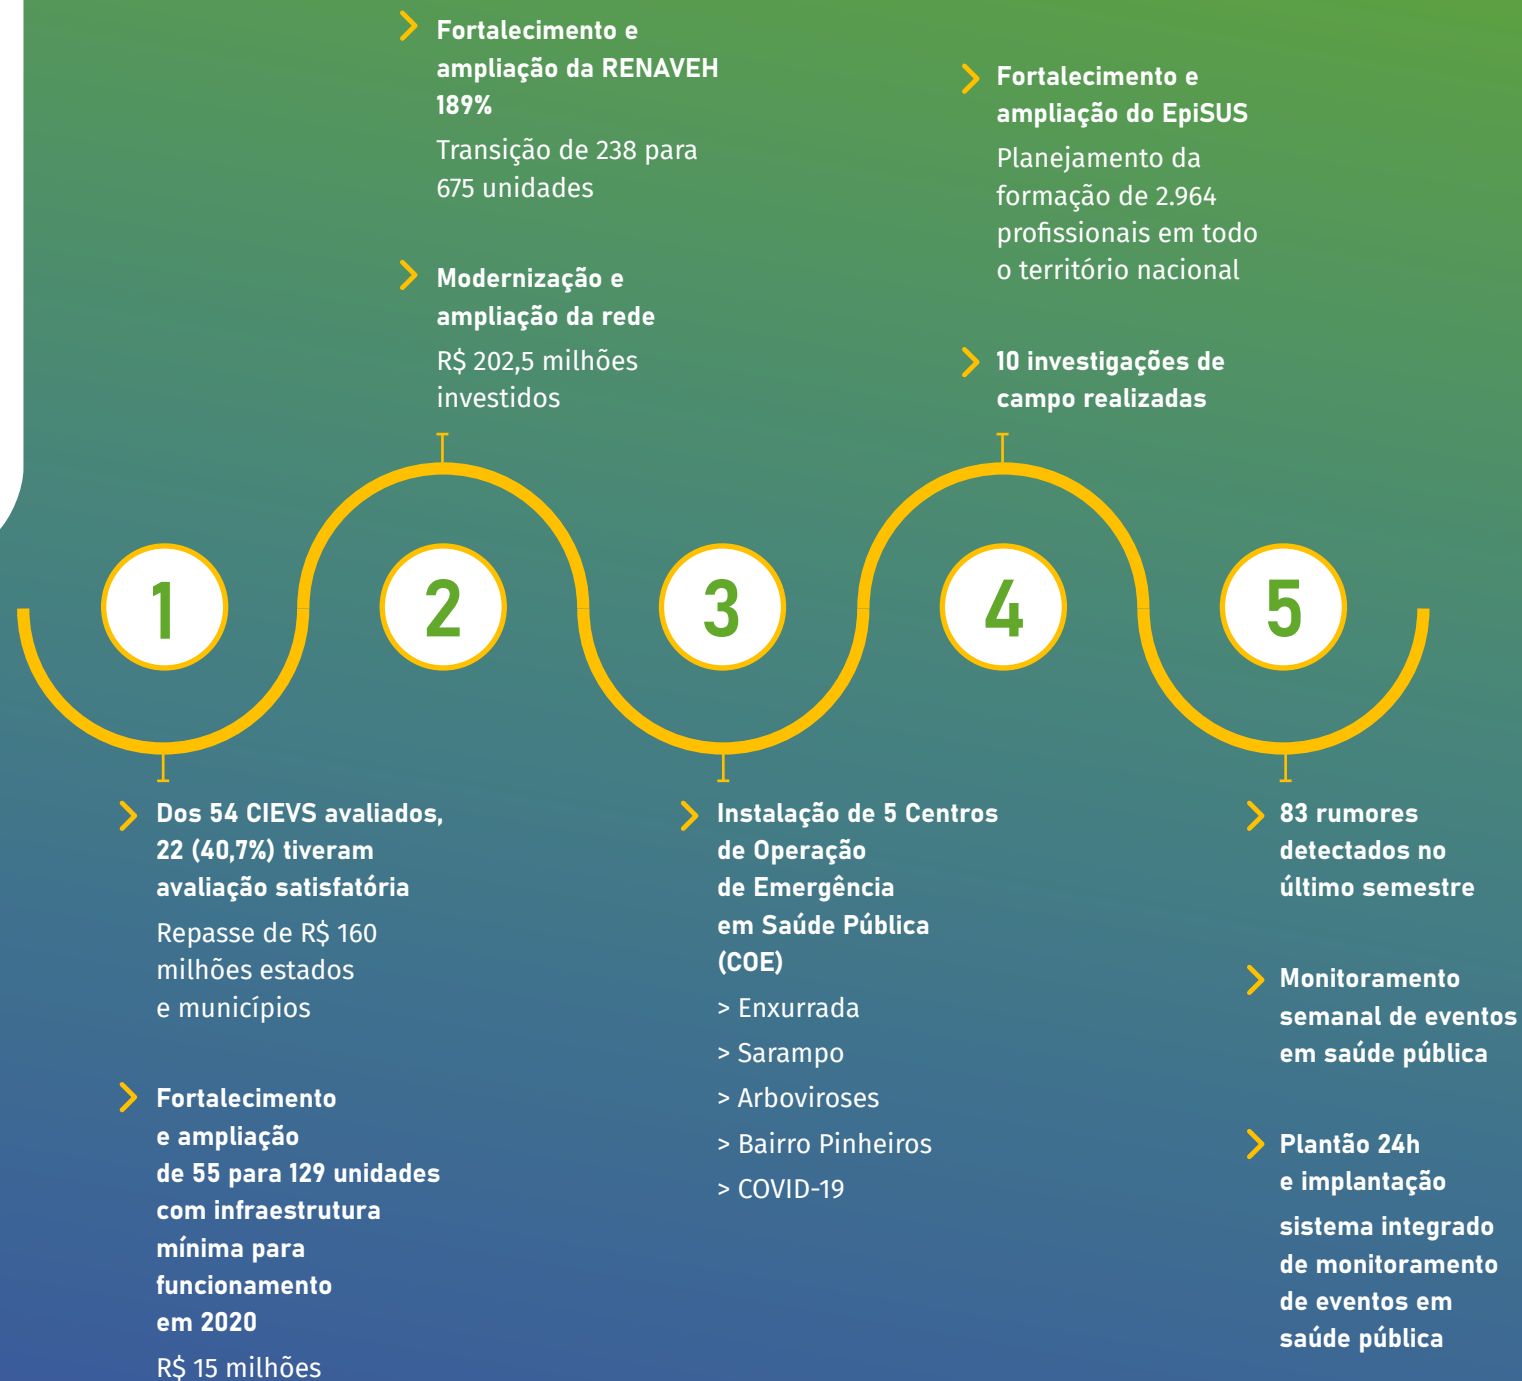 Fortalecimento e
ampliação da RENAVEH
189%
Transição de 238 para
675 unidades
Modernização e
ampliação da rede
R$ 202,5 milhões
investidos
Fortalecimento e
ampliação do EpiSUS
Planejamento da
formação de 2.964
profissionais em todo
o território nacional
10 investigações de
campo realizadas
1
2
3
4
5
Dos 54 CIEVS avaliados,
22 (40,7%) tiveram
avaliação satisfatória
Repasse de R$ 160
milhões estados
e municípios
Fortalecimento
e ampliação
de 55 para 129 unidades
com infraestrutura
mínima para
funcionamento
em 2020
R$ 15 milhões
Instalação de 5 Centros
de Operação
de Emergência
em Saúde Pública
(COE)
> Enxurrada
> Sarampo
> Arboviroses
> Bairro Pinheiros
> COVID-19
83 rumores
detectados no
último semestre
Monitoramento
semanal de eventos
em saúde pública
Plantão 24h
e implantação
sistema integrado
de monitoramento
de eventos em
saúde pública